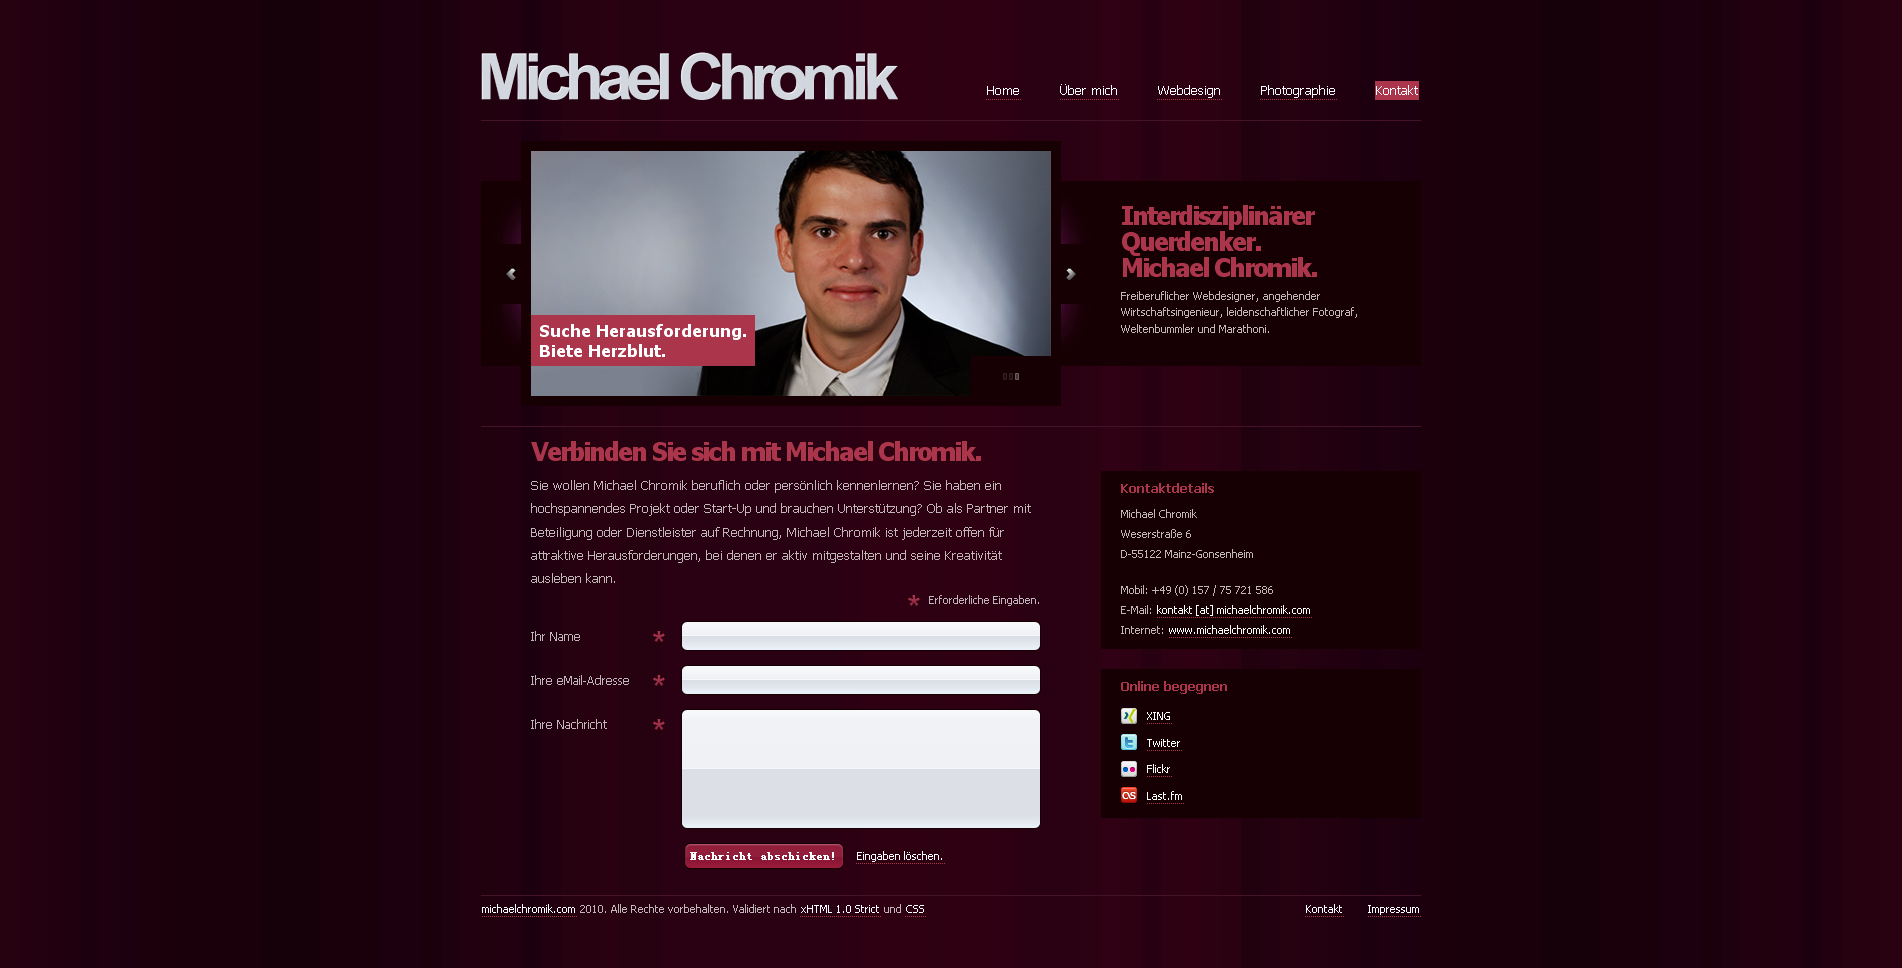 Michael Chromik
Home
Über mich
Webdesign
Photographie
Kontakt
Suche Herausforderung.
Biete Herzblut.
Interdisziplinärer
Querdenker.
Michael Chromik.
Freiberuflicher Webdesigner, angehender
Wirtschaftsingenieur, leidenschaftlicher Fotograf,
Weltenbummler und Marathoni.
Verbinden Sie sich mit Michael Chromik.
Sie wollen Michael Chromik beruflich oder persönlich kennenlernen? Sie haben ein
hochspannendes Projekt oder Start-Up und brauchen Unterstützung? Ob als Partner mit
Beteiligung oder Dienstleister auf Rechnung, Michael Chromik ist jederzeit offen für
attraktive Herausforderungen, bei denen er aktiv mitgestalten und seine Kreativität
ausleben kann.
* Erforderliche Eingaben.
Ihr Name *
Ihre eMail-Adresse *
Ihre Nachricht *
Nachricht abschicken!
Eingaben löschen.
Kontaktdetails
Michael Chromik
Weserstraße 6
D-55122 Mainz-Gonsenheim
Mobil: +49 (0) 157 / 75 721 586
E-Mail: kontakt [at] michaelchromik.com
Internet: www.michaelchromik.com
Online begegnen
XING
Twitter
Flickr
Last.fm
michaelchromik.com 2010. Alle Rechte vorbehalten. Validiert nach xHTML 1.0 Strict und CSS
Kontakt
Impressum